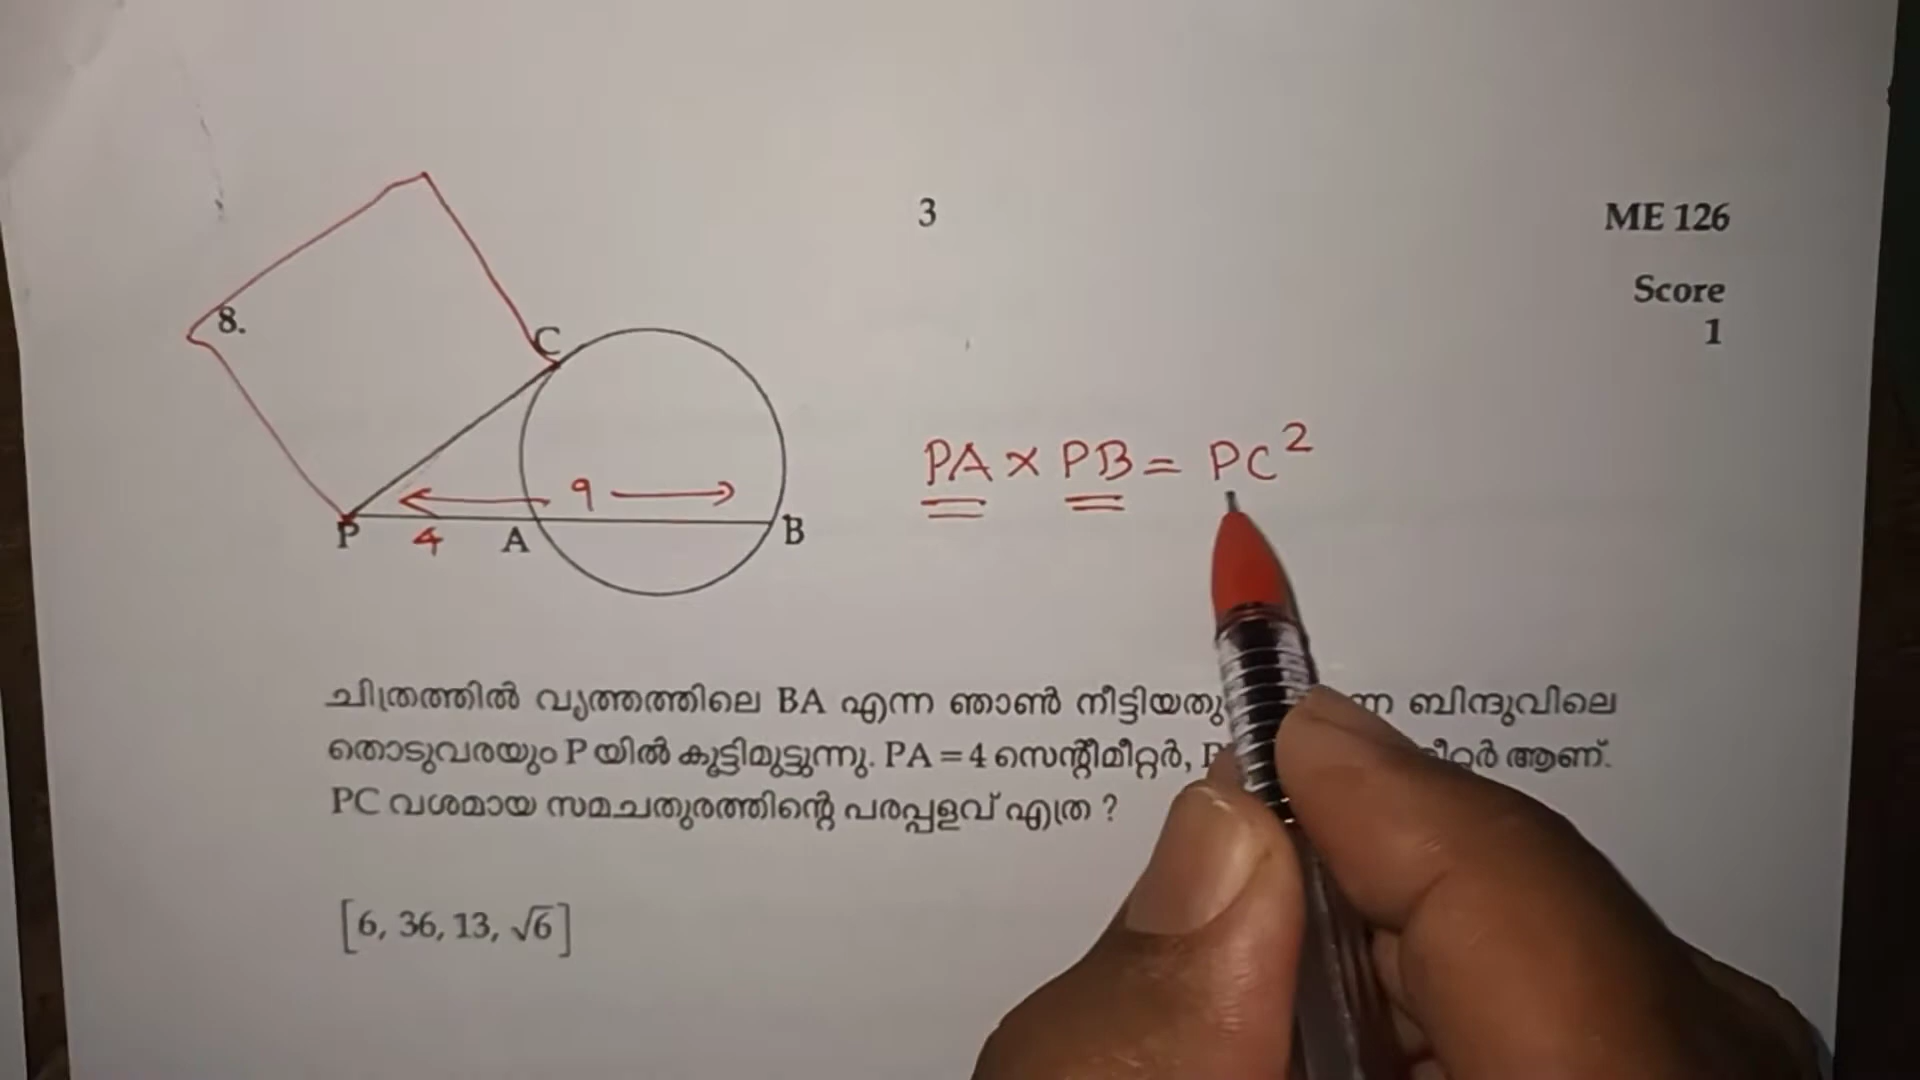 3
ME 126
Score
1
8.
C
PA × PB = PC²
9
P
4
A
B
ചിത്രത്തിൽ വൃത്തത്തിലെ BA എന്ന ഞാൺ നീട്ടിയതു ബിന്ദുവിലെ
തൊടുവരയും P യിൽ കൂട്ടിമുട്ടുന്നു. PA = 4 സെന്റീമീറ്റർ, ആണ്.
PC വശമായ സമചതുരത്തിന്റെ പരപ്പളവ് എത്ര ?
[6, 36, 13, √6]